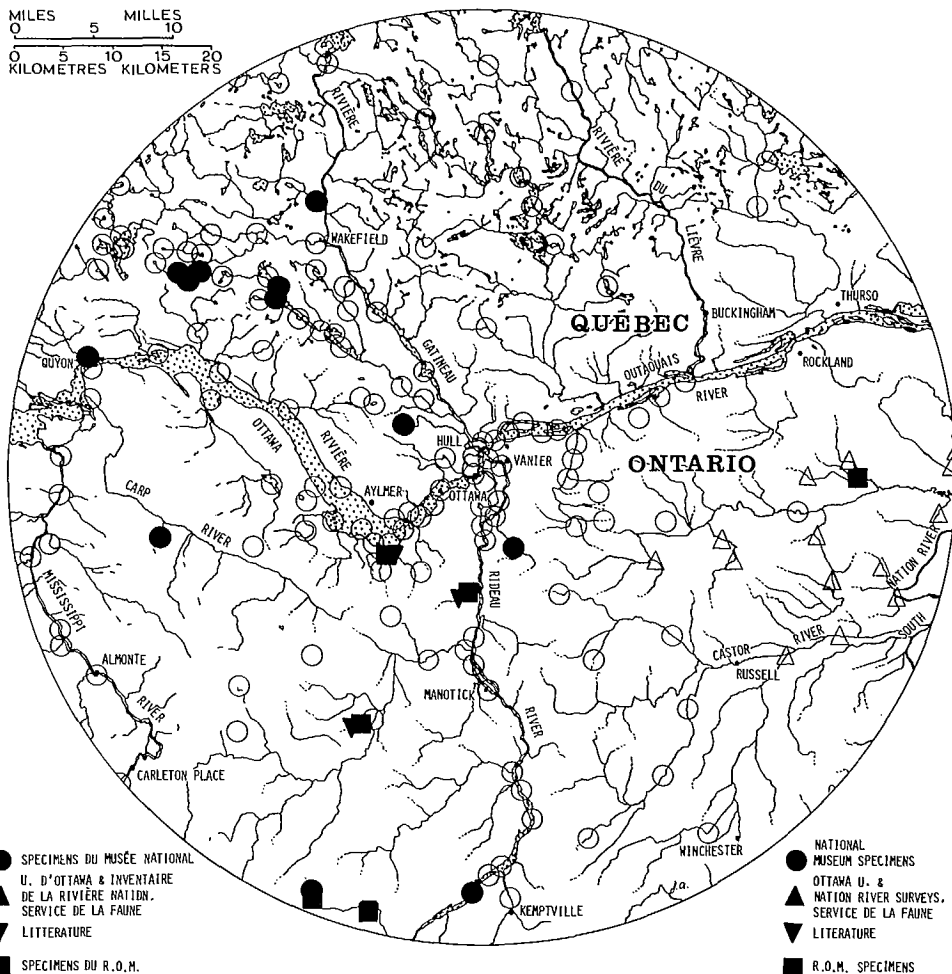 MILES MILLES
0 5 10
0 5 10 15 20
KILOMETRES KILOMETERS
RIVIÈRE
RIVIÈRE
DU
LIÈVRE
WAKEFIELD
THURSO
BUCKINGHAM
QUÉBEC
ROCKLAND
QUYON
GATINEAU
OUTAOUAIS
RIVER
OTTAWA
RIVIÈRE
HULL
VANIER
ONTARIO
CARP
RIVER
AYLMER
OTTAWA
NATION RIVER
MISSISSIPPI
RIDEAU
SOUTH
CASTOR
RIVER
RUSSELL
ALMONTE
MANOTICK
RIVER
RIVER
CARLETON PLACE
WINCHESTER
J.a.
KEMPTVILLE
SPECIMENS DU MUSÉE NATIONAL
U. D'OTTAWA & INVENTAIRE
DE LA RIVIÈRE NATION,
SERVICE DE LA FAUNE
LITTERATURE
SPECIMENS DU R.O.M.
NATIONAL
MUSEUM SPECIMENS
OTTAWA U. &
NATION RIVER SURVEYS,
SERVICE DE LA FAUNE
LITERATURE
R.O.M. SPECIMENS